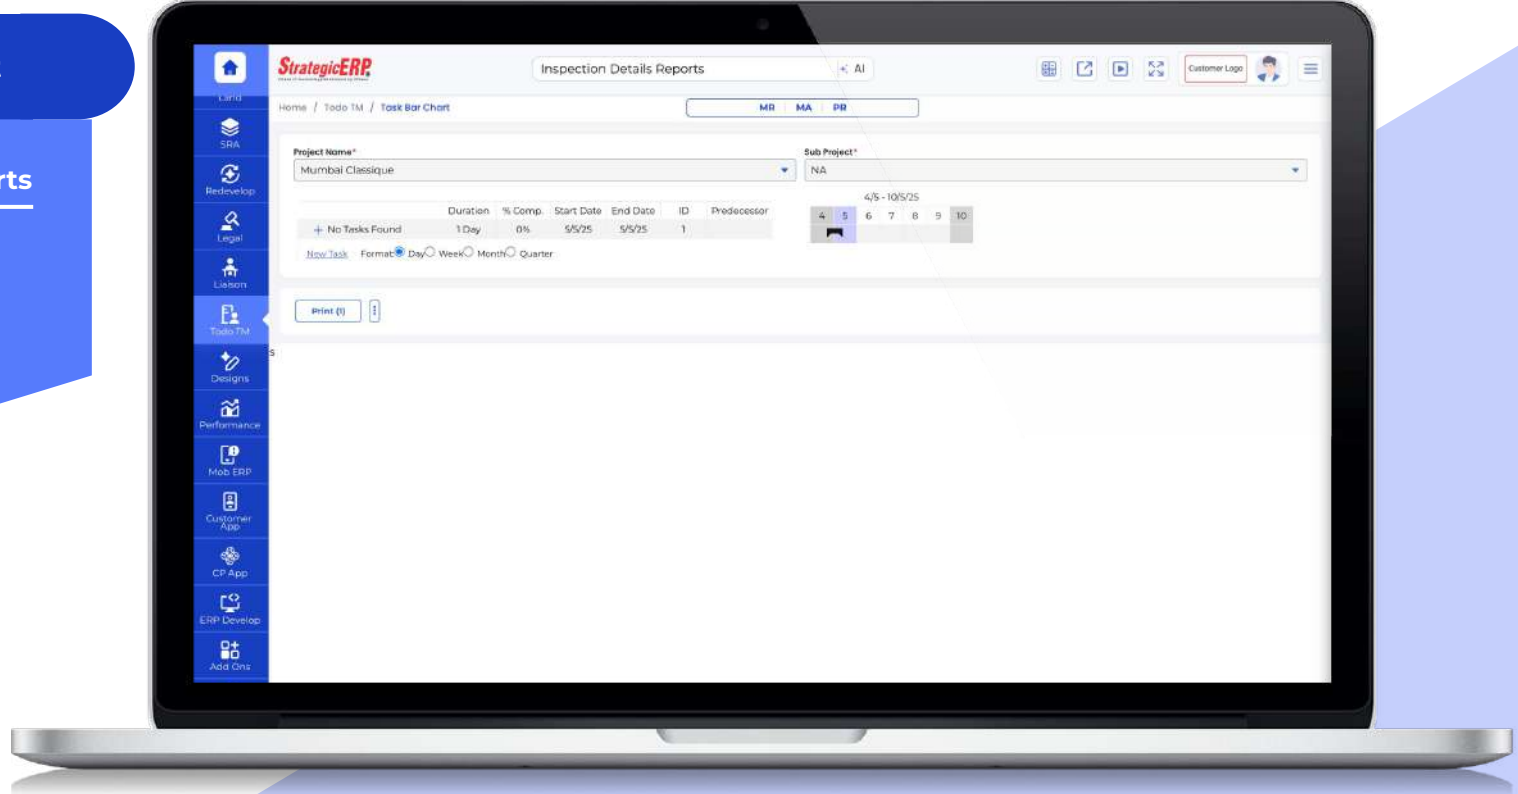 rts
StrategicERP
Inspection Details Reports
AI
Customer Logo
Home / Todo TM / Task Bar Chart
MR MA PR
Land
SRA
Redevelop
Legal
Liaison
Todo TM
Designs
Performance
Mob ERP
Customer App
CP App
ERP Develop
Add Ons
Project Name*
Mumbai Classique
Sub Project*
NA
Duration % Comp. Start Date End Date ID Predecessor
+ No Tasks Found 1 Day 0% 5/5/25 5/5/25 1
4/5 - 10/5/25
4 5 6 7 8 9 10
New Task Format: Day Week Month Quarter
Print (1)
s